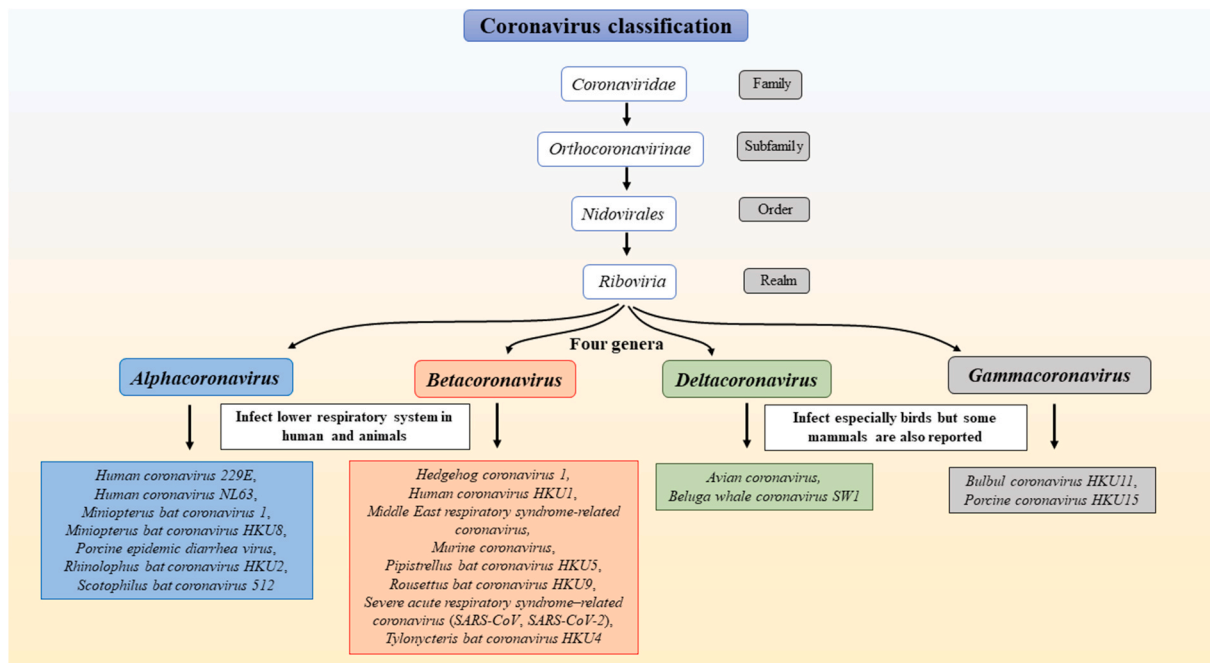 Coronavirus classification
Coronaviridae
Family
Orthocoronavirinae
Subfamily
Nidovirales
Order
Riboviria
Realm
Four genera
Alphacoronavirus
Betacoronavirus
Deltacoronavirus
Gammacoronavirus
Infect lower respiratory system in
human and animals
Infect especially birds but some
mammals are also reported
Human coronavirus 229E,
Human coronavirus NL63,
Miniopterus bat coronavirus 1,
Miniopterus bat coronavirus HKU8,
Porcine epidemic diarrhea virus,
Rhinolophus bat coronavirus HKU2,
Scotophilus bat coronavirus 512
Hedgehog coronavirus 1,
Human coronavirus HKU1,
Middle East respiratory syndrome-related
coronavirus,
Murine coronavirus,
Pipistrellus bat coronavirus HKU5,
Rousettus bat coronavirus HKU9,
Severe acute respiratory syndrome–related
coronavirus (SARS-CoV, SARS-CoV-2),
Tylonycteris bat coronavirus HKU4
Avian coronavirus,
Beluga whale coronavirus SW1
Bulbul coronavirus HKU11,
Porcine coronavirus HKU15